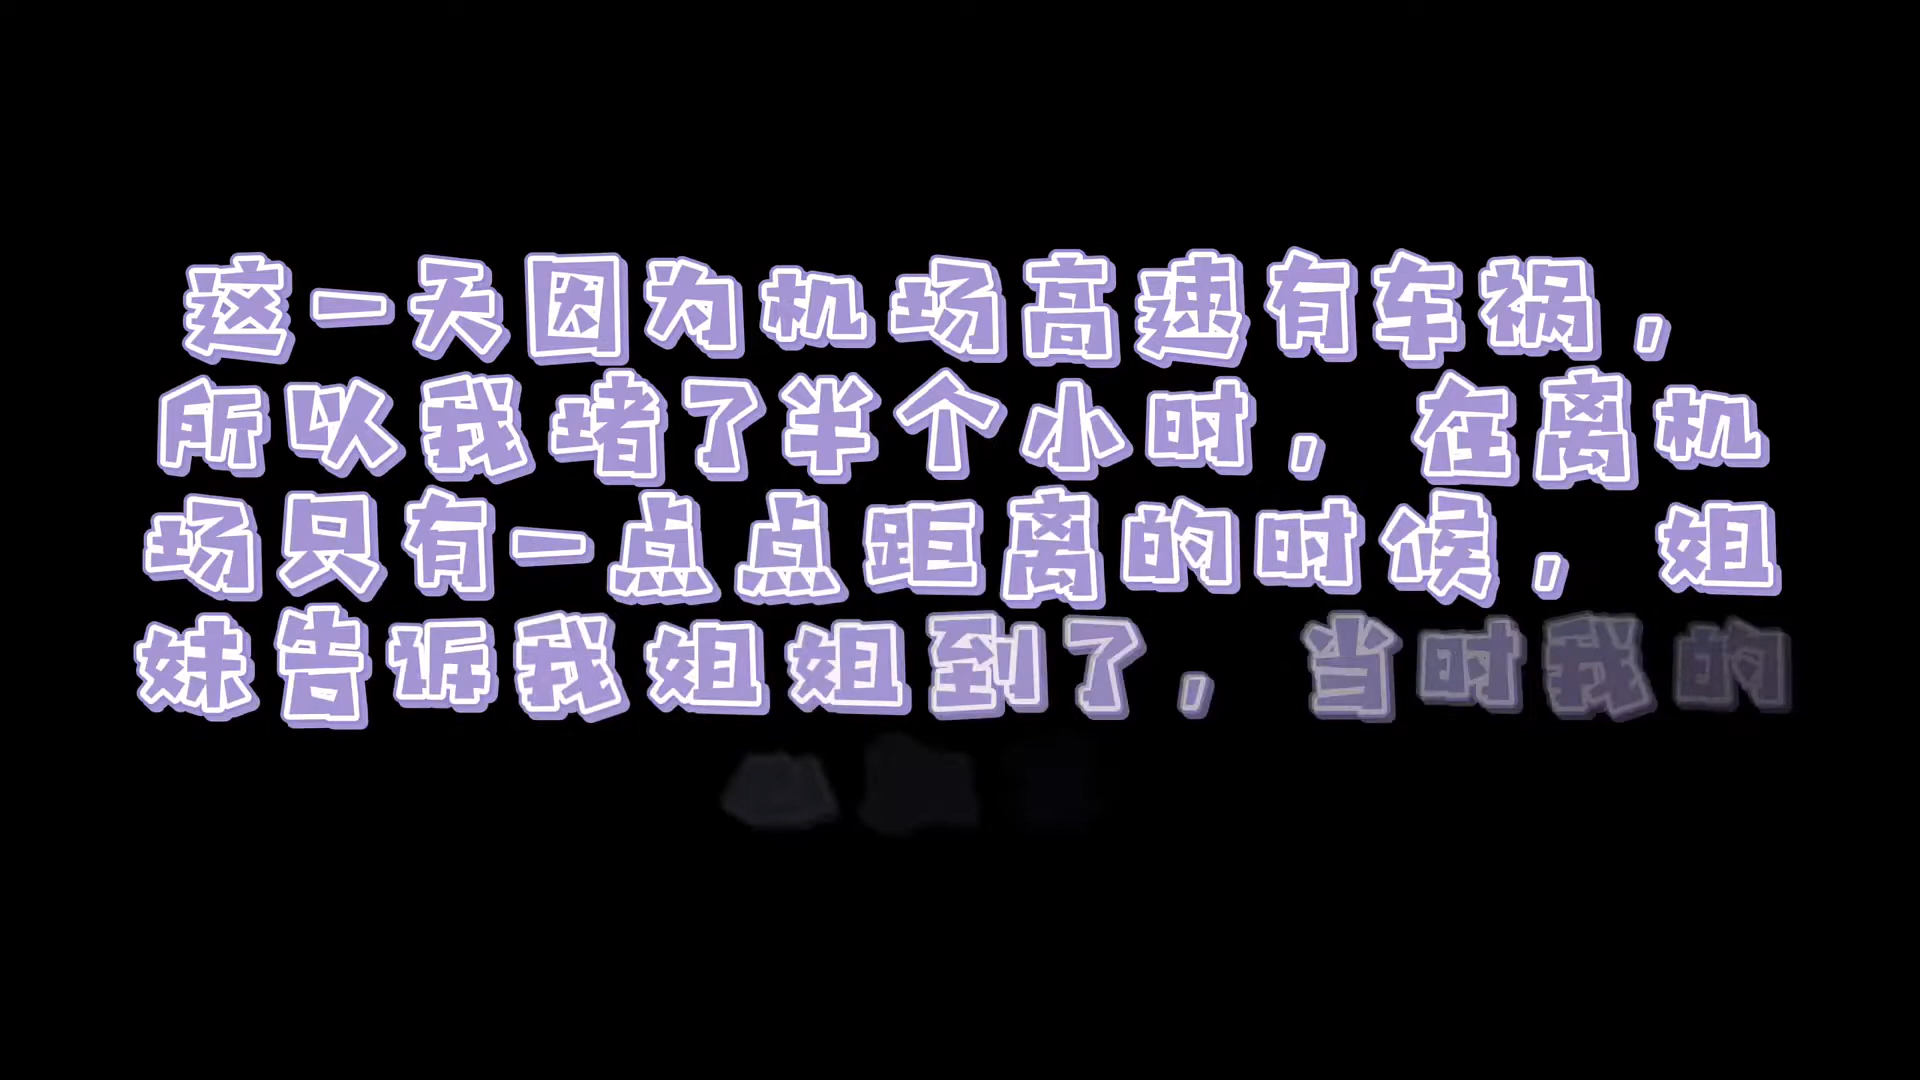 这一天因为机场高速有车祸，
所以我堵了半个小时，在离机
场只有一点点距离的时候，姐
妹告诉我姐姐到了，当时我的